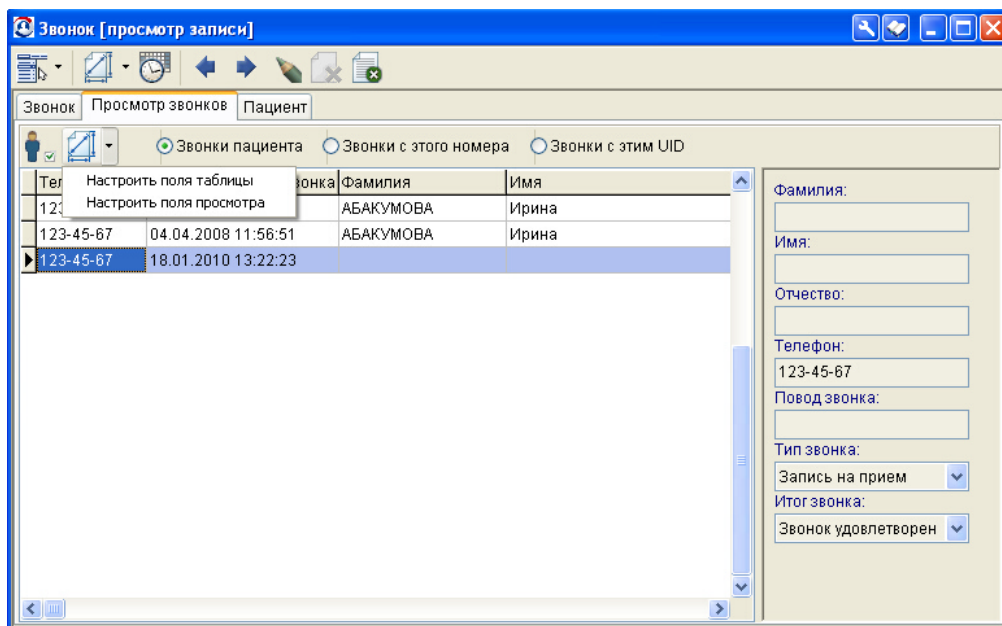 Звонок [просмотр записи]
Звонок Просмотр звонков Пациент
Звонки пациента Звонки с этого номера Звонки с этим UID
Настроить поля таблицы
Настроить поля просмотра
Фамилия Имя
АБАКУМОВА Ирина
123-45-67 04.04.2008 11:56:51 АБАКУМОВА Ирина
123-45-67 18.01.2010 13:22:23
Фамилия:
Имя:
Отчество:
Телефон:
123-45-67
Повод звонка:
Тип звонка:
Запись на прием
Итог звонка:
Звонок удовлетворен